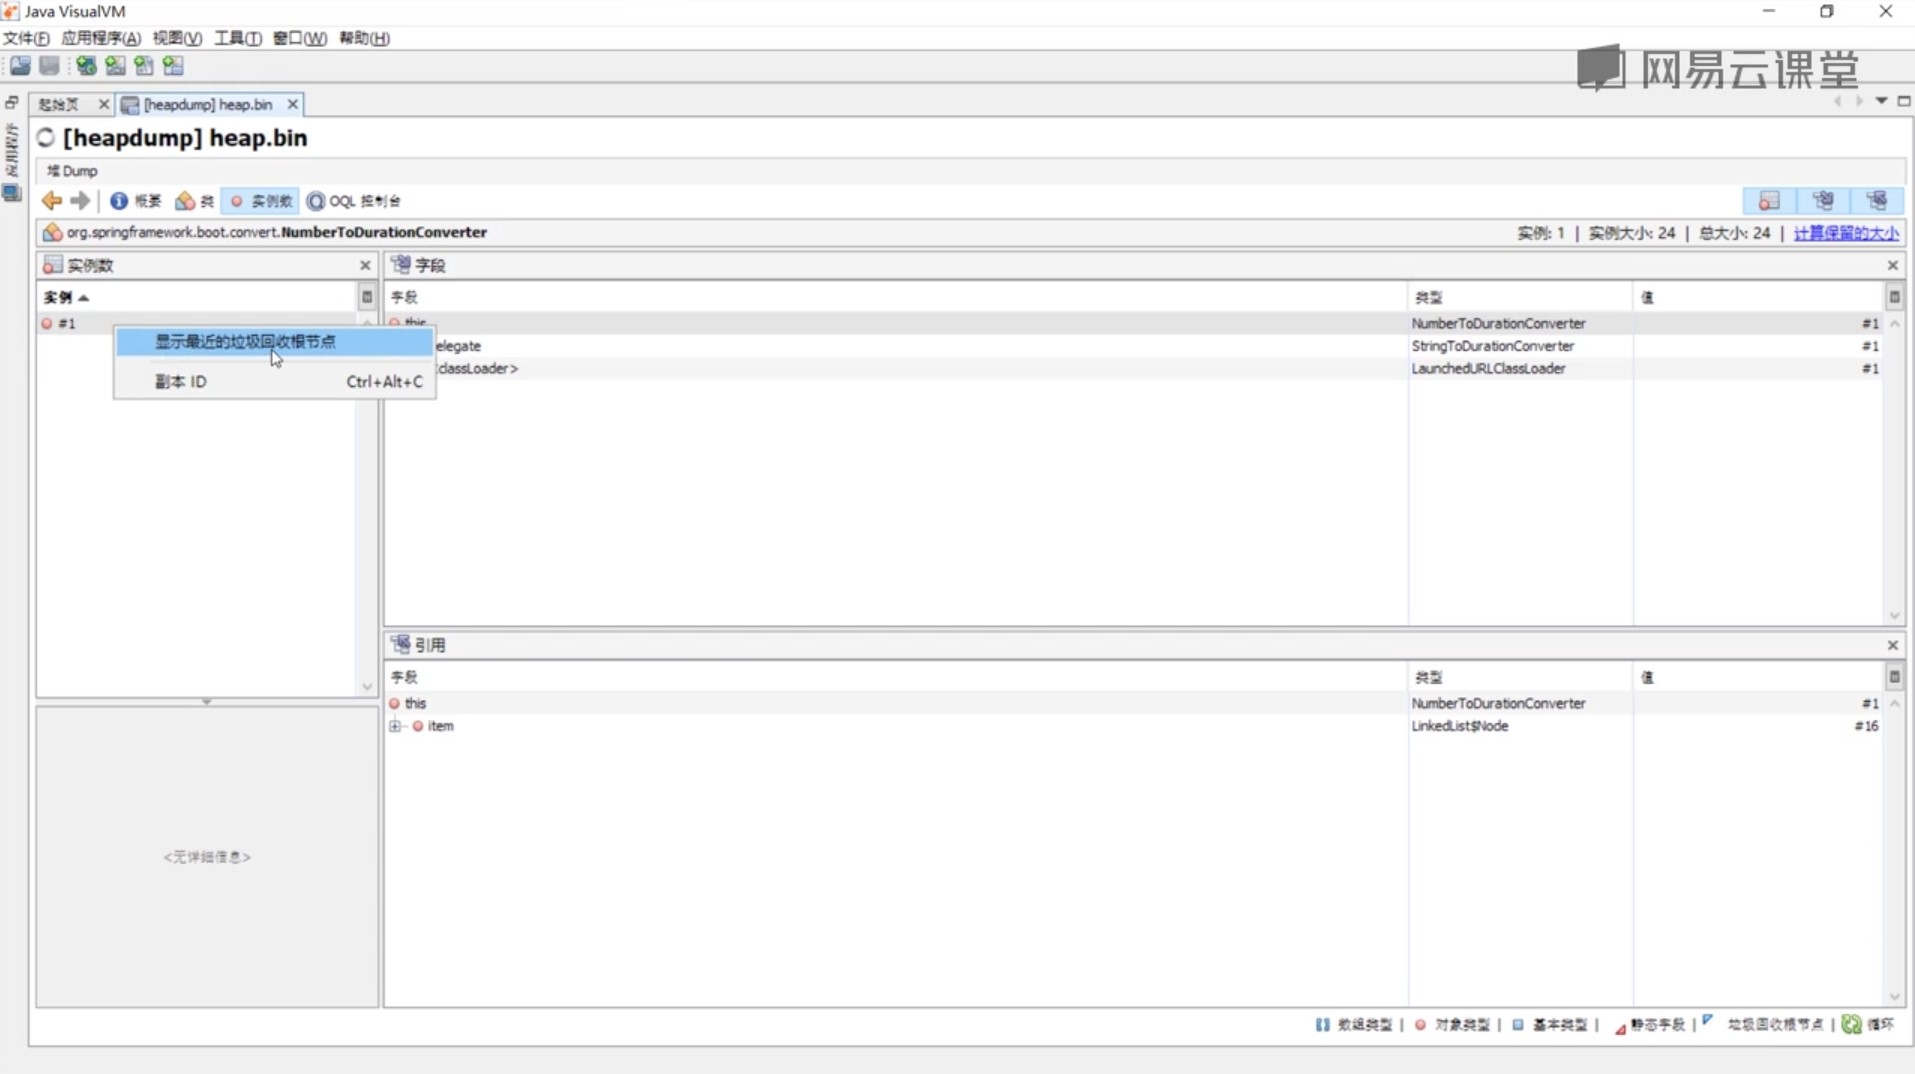 Java VisualVM
文件(F) 应用程序(A) 视图(V) 工具(T) 窗口(W) 帮助(H)
网易云课堂
起始页
[heapdump] heap.bin
应用程序
[heapdump] heap.bin
堆 Dump
概要 类 实例数 OQL 控制台
org.springframework.boot.convert.NumberToDurationConverter
实例: 1 | 实例大小: 24 | 总大小: 24 | 计算保留的大小
实例数
实例
#1
显示最近的垃圾回收根节点
副本 ID Ctrl+Alt+C
字段
字段 类型 值
this NumberToDurationConverter #1
elegate StringToDurationConverter #1
classLoader> LaunchedURLClassLoader #1
引用
字段 类型 值
this NumberToDurationConverter #1
item LinkedList$Node #16
<无详细信息>
数组类型 | 对象类型 | 基本类型 | 静态字段 | 垃圾回收根节点 | 循环